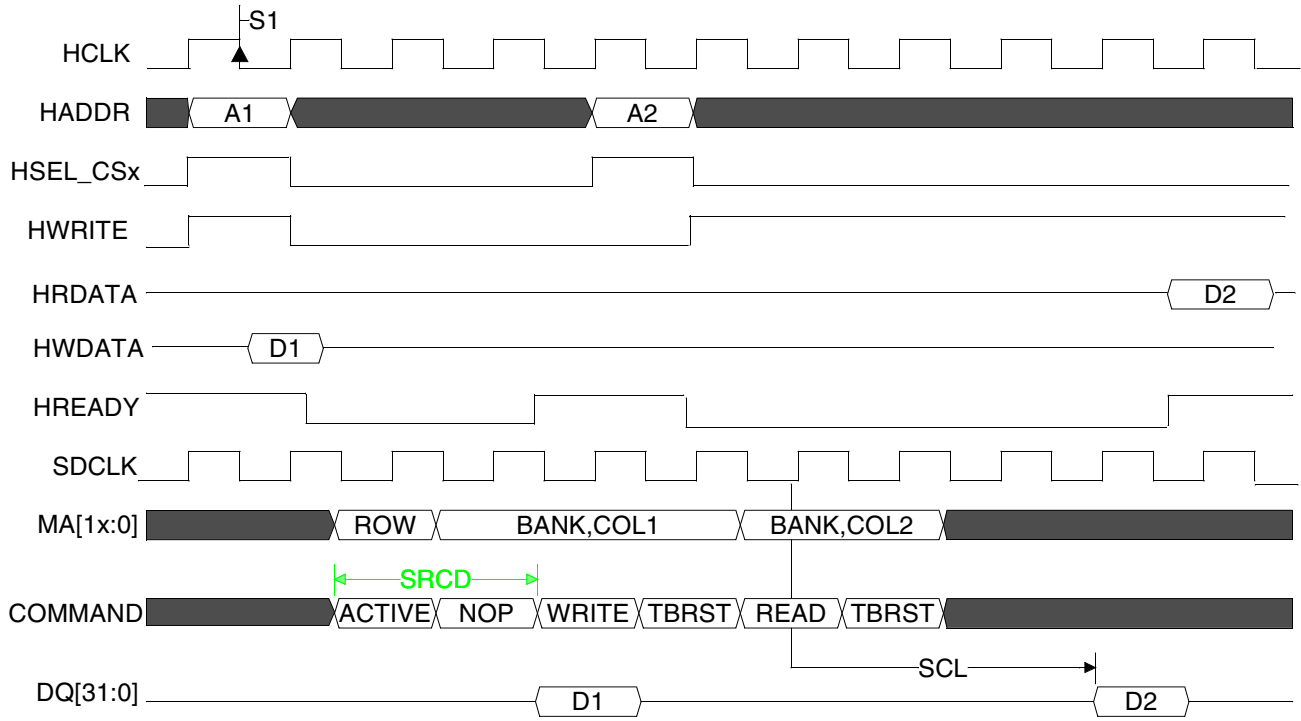 S1
HCLK
HADDR A1 A2
HSEL_CSx
HWRITE
HRDATA D2
HWDATA D1
HREADY
SDCLK
MA[1x:0] ROW BANK,COL1 BANK,COL2
SRCD
COMMAND ACTIVE NOP WRITE TBRST READ TBRST
SCL
DQ[31:0] D1 D2